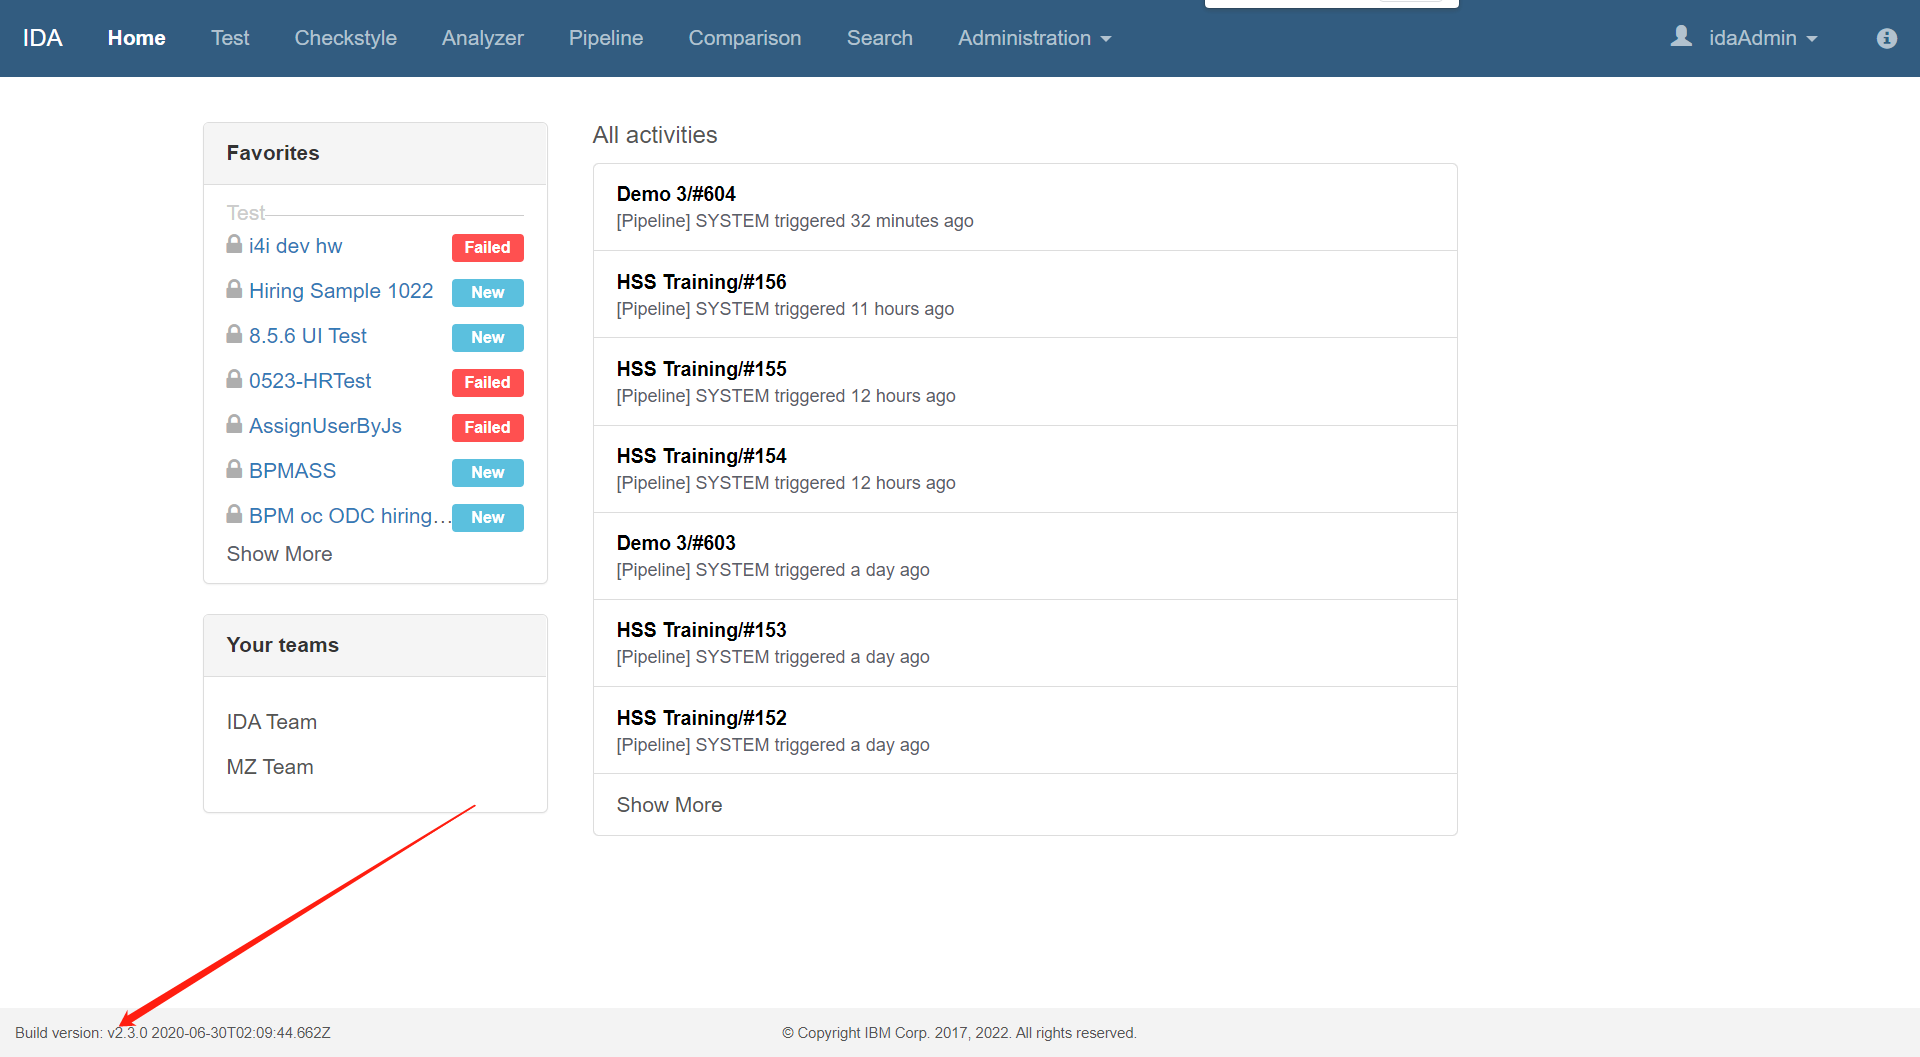 IDA Home Test Checkstyle Analyzer Pipeline Comparison Search Administration idaAdmin
Favorites
Test
i4i dev hw Failed
Hiring Sample 1022 New
8.5.6 UI Test New
0523-HRTest Failed
AssignUserByJs Failed
BPMASS New
BPM oc ODC hiring... New
Show More
Your teams
IDA Team
MZ Team
All activities
Demo 3/#604
[Pipeline] SYSTEM triggered 32 minutes ago
HSS Training/#156
[Pipeline] SYSTEM triggered 11 hours ago
HSS Training/#155
[Pipeline] SYSTEM triggered 12 hours ago
HSS Training/#154
[Pipeline] SYSTEM triggered 12 hours ago
Demo 3/#603
[Pipeline] SYSTEM triggered a day ago
HSS Training/#153
[Pipeline] SYSTEM triggered a day ago
HSS Training/#152
[Pipeline] SYSTEM triggered a day ago
Show More
Build version: v2.3.0 2020-06-30T02:09:44.662Z
© Copyright IBM Corp. 2017, 2022. All rights reserved.